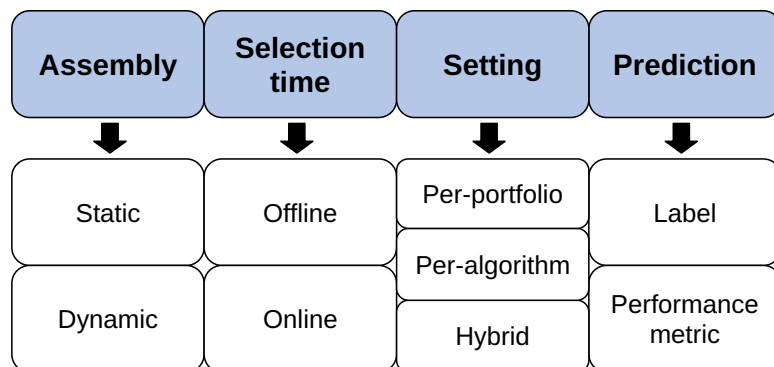 Assembly
Selection
time
Setting
Prediction
Static
Offline
Per-portfolio
Label
Per-algorithm
Dynamic
Online
Hybrid
Performance
metric